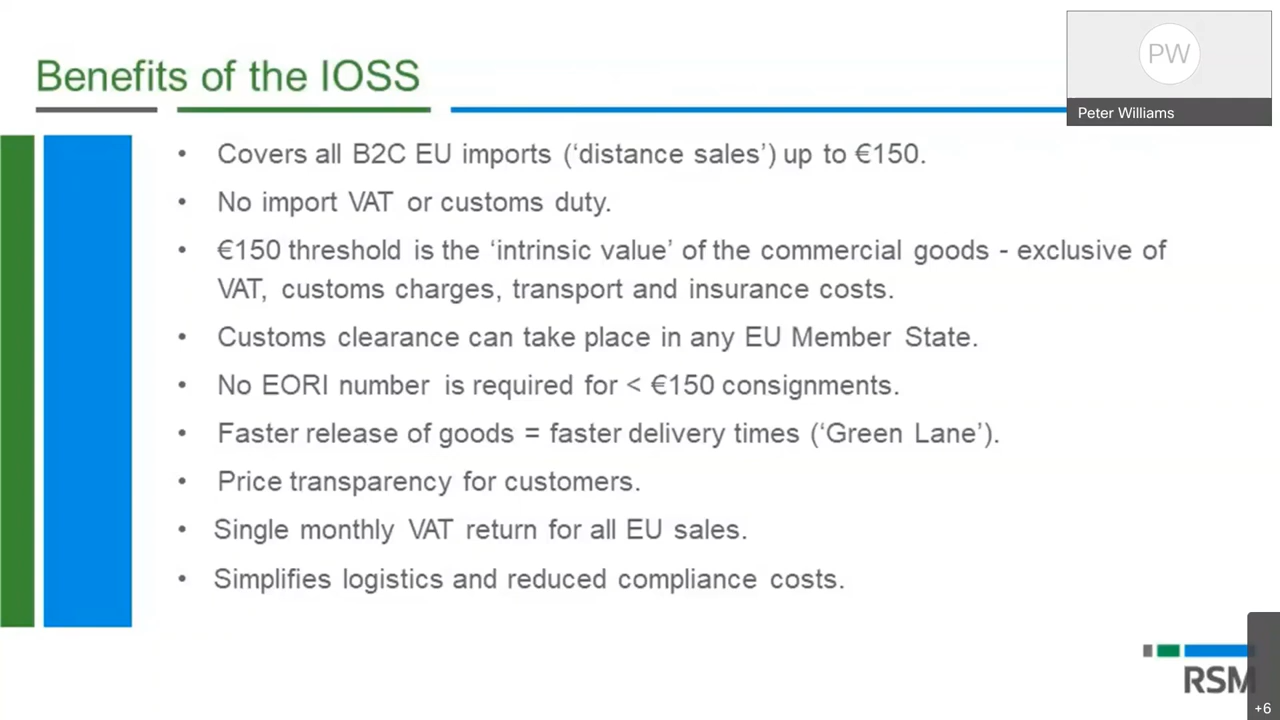 Benefits of the IOSS
PW
Peter Williams
• Covers all B2C EU imports (‘distance sales’) up to €150.
• No import VAT or customs duty.
• €150 threshold is the ‘intrinsic value’ of the commercial goods - exclusive of
VAT, customs charges, transport and insurance costs.
• Customs clearance can take place in any EU Member State.
• No EORI number is required for < €150 consignments.
• Faster release of goods = faster delivery times (‘Green Lane’).
• Price transparency for customers.
• Single monthly VAT return for all EU sales.
• Simplifies logistics and reduced compliance costs.
RSM
+6